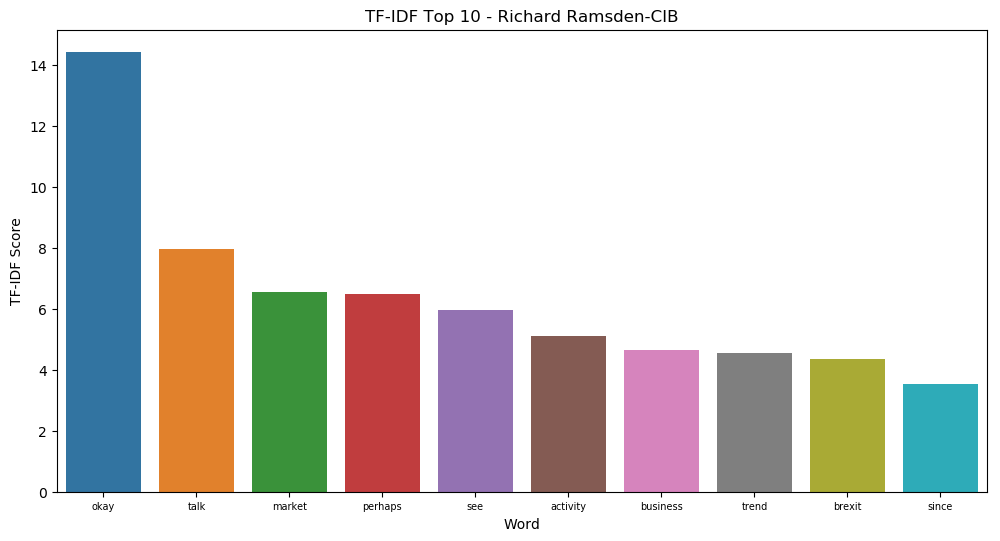 TF-IDF Top 10 - Richard Ramsden-CIB
TF-IDF Score
14
12
10
8
6
4
2
0
okay talk market perhaps see activity business trend brexit since
Word